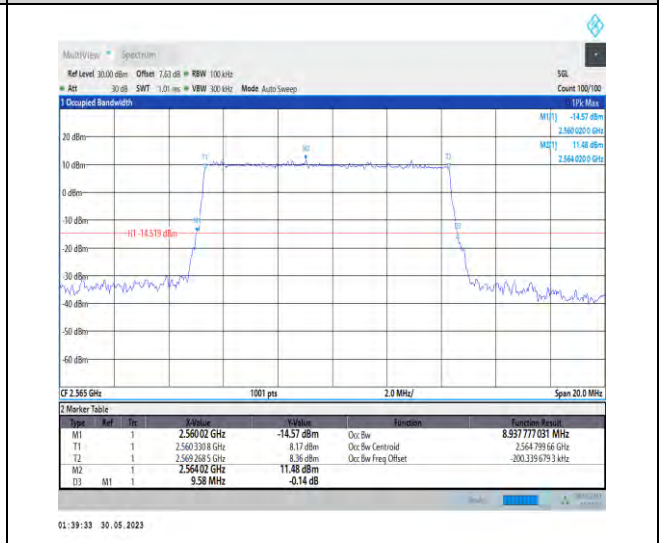 MultiView Spectrum
Ref Level 30.00 dBm Offset 7.63 dB RBW 100 kHz SGL
Att 30 dB SWT 1.01 ms VBW 300 kHz Mode Auto Sweep Count 100/100
1 Occupied Bandwidth 1Pk Max
M1[1] -14.57 dBm
2.560 020 0 GHz
M2[1] 11.48 dBm
2.564 020 0 GHz
20 dBm
T1 M2 T2
10 dBm
0 dBm
-10 dBm
H1 -14.519 dBm
-20 dBm
-30 dBm
-40 dBm
-50 dBm
-60 dBm
CF 2.565 GHz 1001 pts 2.0 MHz/ Span 20.0 MHz
2 Marker Table
Type Ref Trc X-Value Y-Value Function Function Result
M1 1 2.56002 GHz -14.57 dBm Occ Bw 8.937 777 031 MHz
T1 1 2.560 330 8 GHz 8.17 dBm Occ Bw Centroid 2.564 799 66 GHz
T2 1 2.569 268 5 GHz 8.36 dBm Occ Bw Freq Offset -200.339 679 3 kHz
M2 1 2.56402 GHz 11.48 dBm
D3 M1 1 9.58 MHz -0.14 dB
01:39:33 30.05.2023